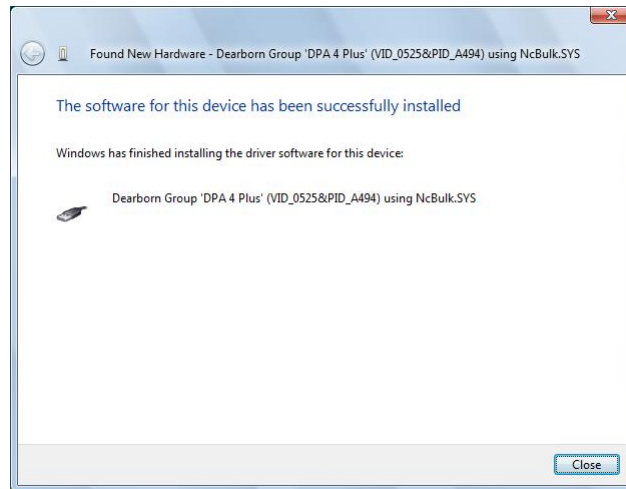 Found New Hardware - Dearborn Group 'DPA 4 Plus' (VID_0525&PID_A494) using NcBulk.SYS
The software for this device has been successfully installed
Windows has finished installing the driver software for this device:
Dearborn Group 'DPA 4 Plus' (VID_0525&PID_A494) using NcBulk.SYS
Close